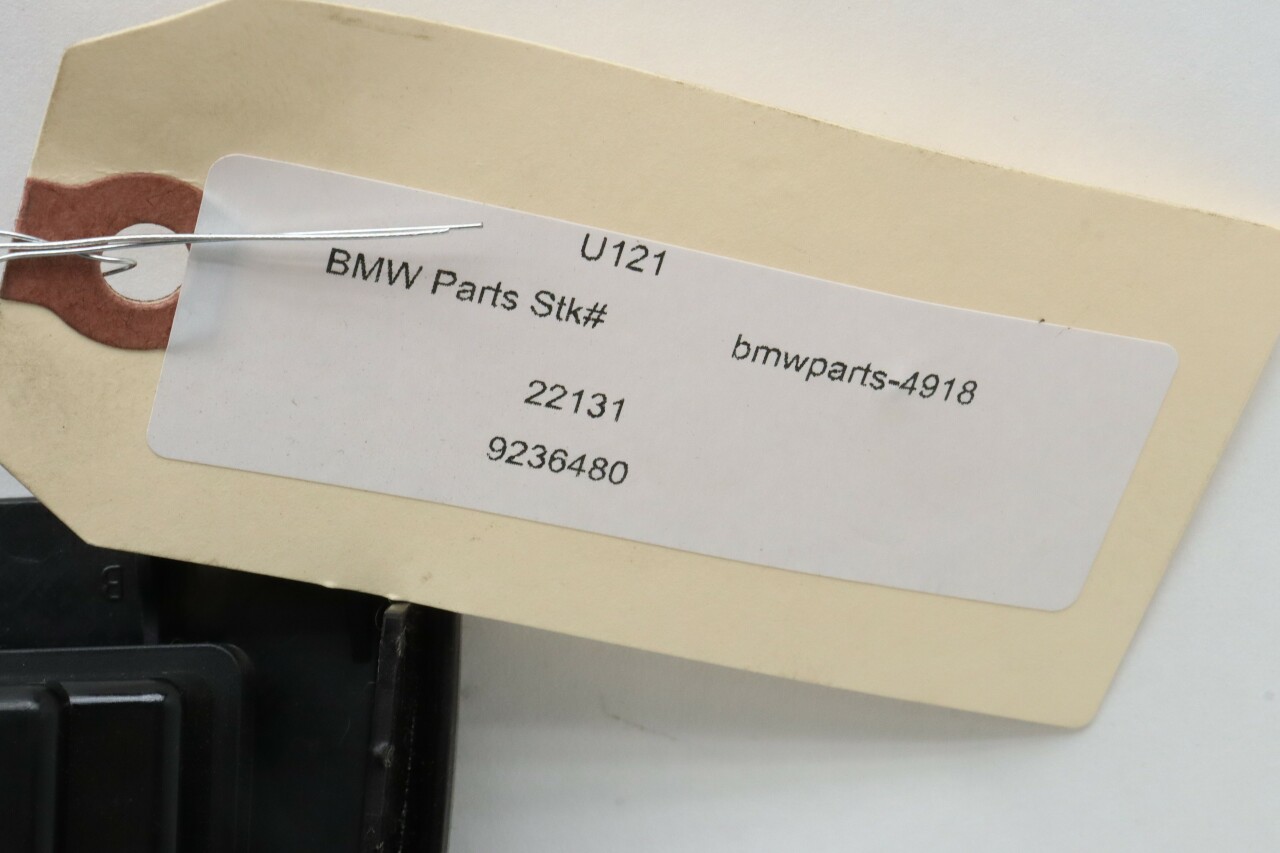 U121
BMW Parts Stk#
bmwparts-4918
22131
9236480
B